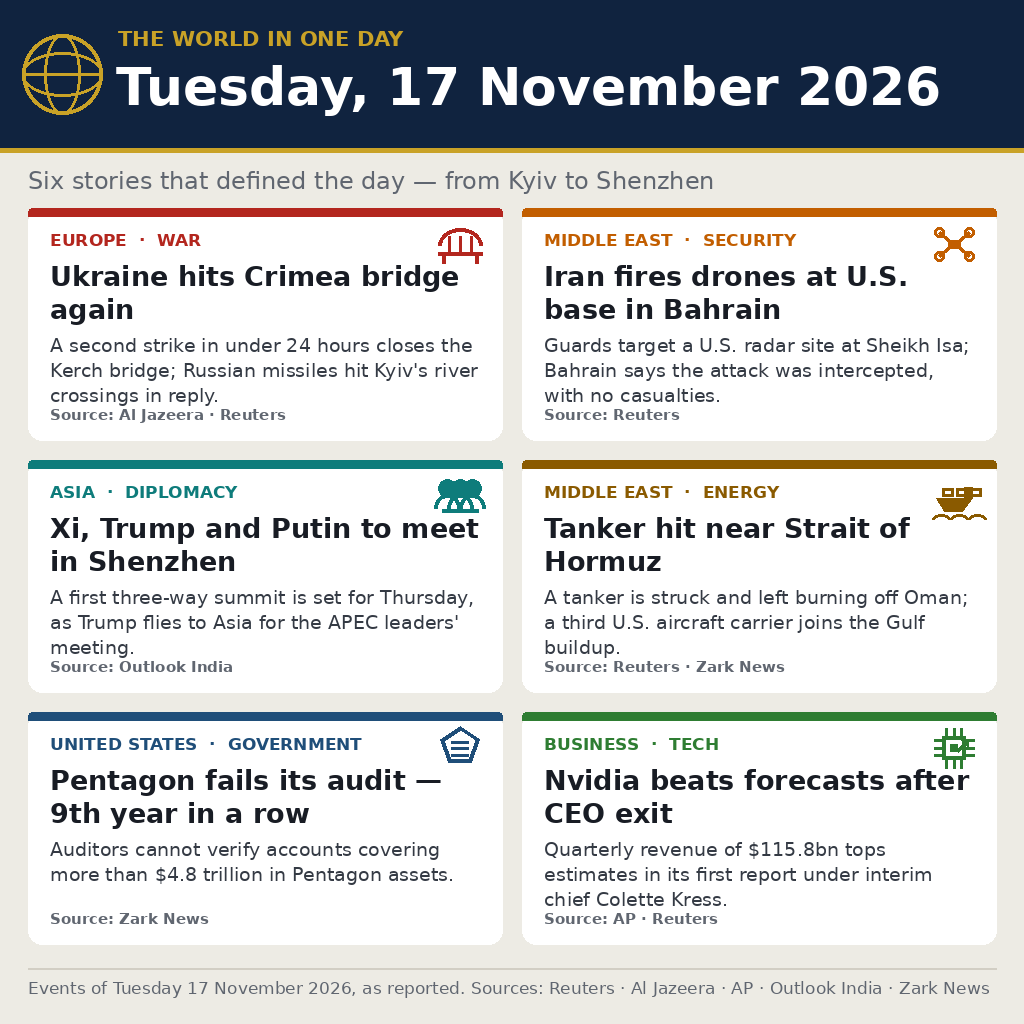 THE WORLD IN ONE DAY
Tuesday, 17 November 2026
Six stories that defined the day — from Kyiv to Shenzhen
EUROPE · WAR
Ukraine hits Crimea bridge
again
A second strike in under 24 hours closes the
Kerch bridge; Russian missiles hit Kyiv's river
crossings in reply.
Source: Al Jazeera · Reuters
MIDDLE EAST · SECURITY
Iran fires drones at U.S.
base in Bahrain
Guards target a U.S. radar site at Sheikh Isa;
Bahrain says the attack was intercepted,
with no casualties.
Source: Reuters
ASIA · DIPLOMACY
Xi, Trump and Putin to meet
in Shenzhen
A first three-way summit is set for Thursday,
as Trump flies to Asia for the APEC leaders'
meeting.
Source: Outlook India
MIDDLE EAST · ENERGY
Tanker hit near Strait of
Hormuz
A tanker is struck and left burning off Oman;
a third U.S. aircraft carrier joins the Gulf
buildup.
Source: Reuters · Zark News
UNITED STATES · GOVERNMENT
Pentagon fails its audit —
9th year in a row
Auditors cannot verify accounts covering
more than $4.8 trillion in Pentagon assets.
Source: Zark News
BUSINESS · TECH
Nvidia beats forecasts after
CEO exit
Quarterly revenue of $115.8bn tops
estimates in its first report under interim
chief Colette Kress.
Source: AP · Reuters
Events of Tuesday 17 November 2026, as reported. Sources: Reuters · Al Jazeera · AP · Outlook India · Zark News